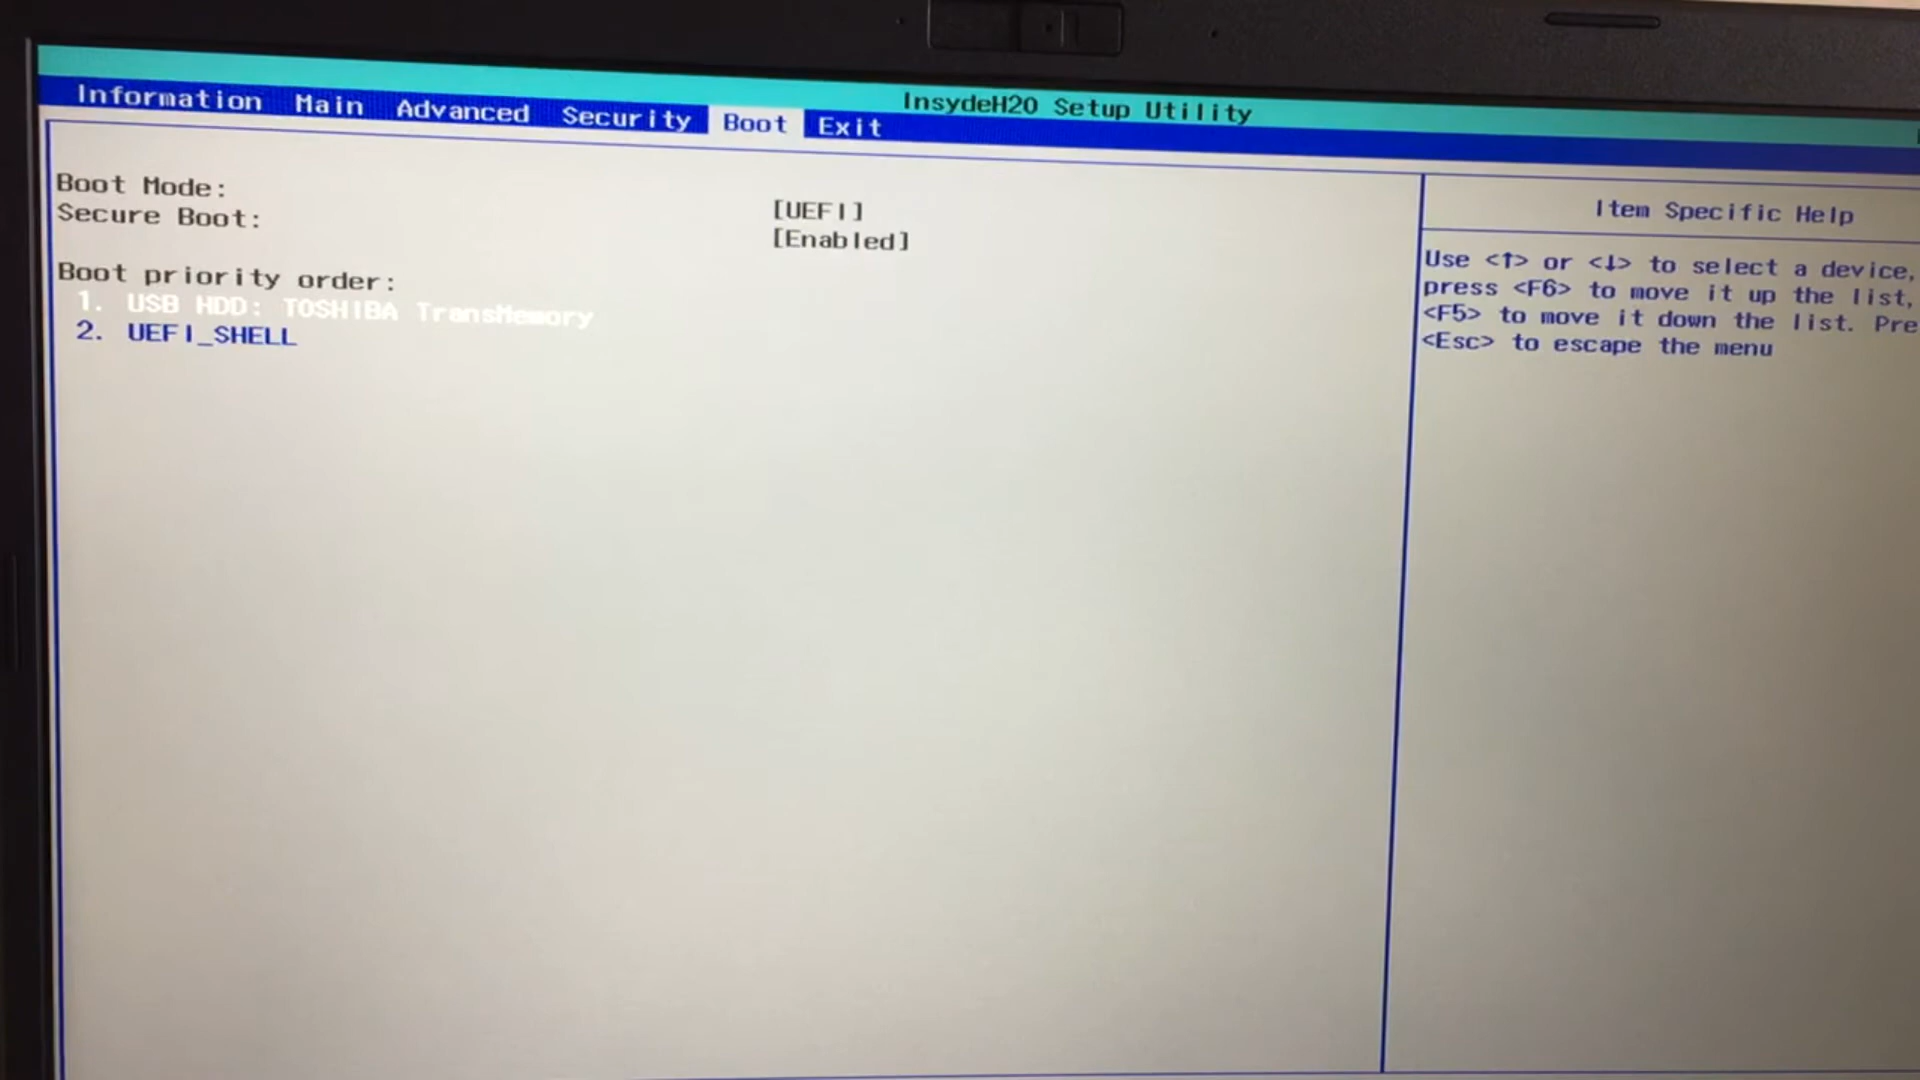 InsydeH20 Setup Utility
Information Main Advanced Security Boot Exit
Boot Mode: [UEFI]
Secure Boot: [Enabled]
Boot priority order:
1. USB HDD: TOSHIBA TransMemory
2. UEFI_SHELL
Item Specific Help
Use <↑> or <↓> to select a device,
press <F6> to move it up the list,
<F5> to move it down the list. Pre
<Esc> to escape the menu